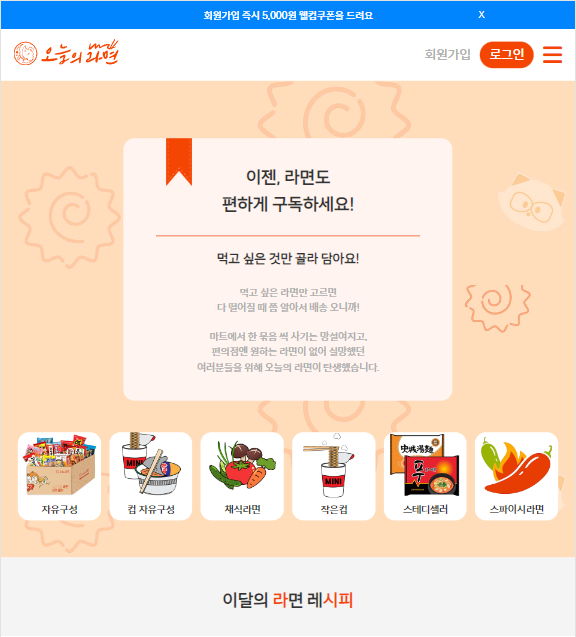 회원가입 즉시 5,000원 웰컴쿠폰을 드려요
X
오늘의 라면
회원가입
로그인
이젠, 라면도
편하게 구독하세요!
먹고 싶은 것만 골라 담아요!
먹고 싶은 라면만 고르면
다 떨어질 때 쯤 알아서 배송 오니까!
마트에서 한 묶음 씩 사기는 망설여지고,
편의점엔 원하는 라면이 없어 실망했던
여러분들을 위해 오늘의 라면이 탄생했습니다.
MINI
MINI
자유구성
컵 자유구성
채식라면
작은컵
스테디셀러
스파이시라면
이달의 라면 레시피